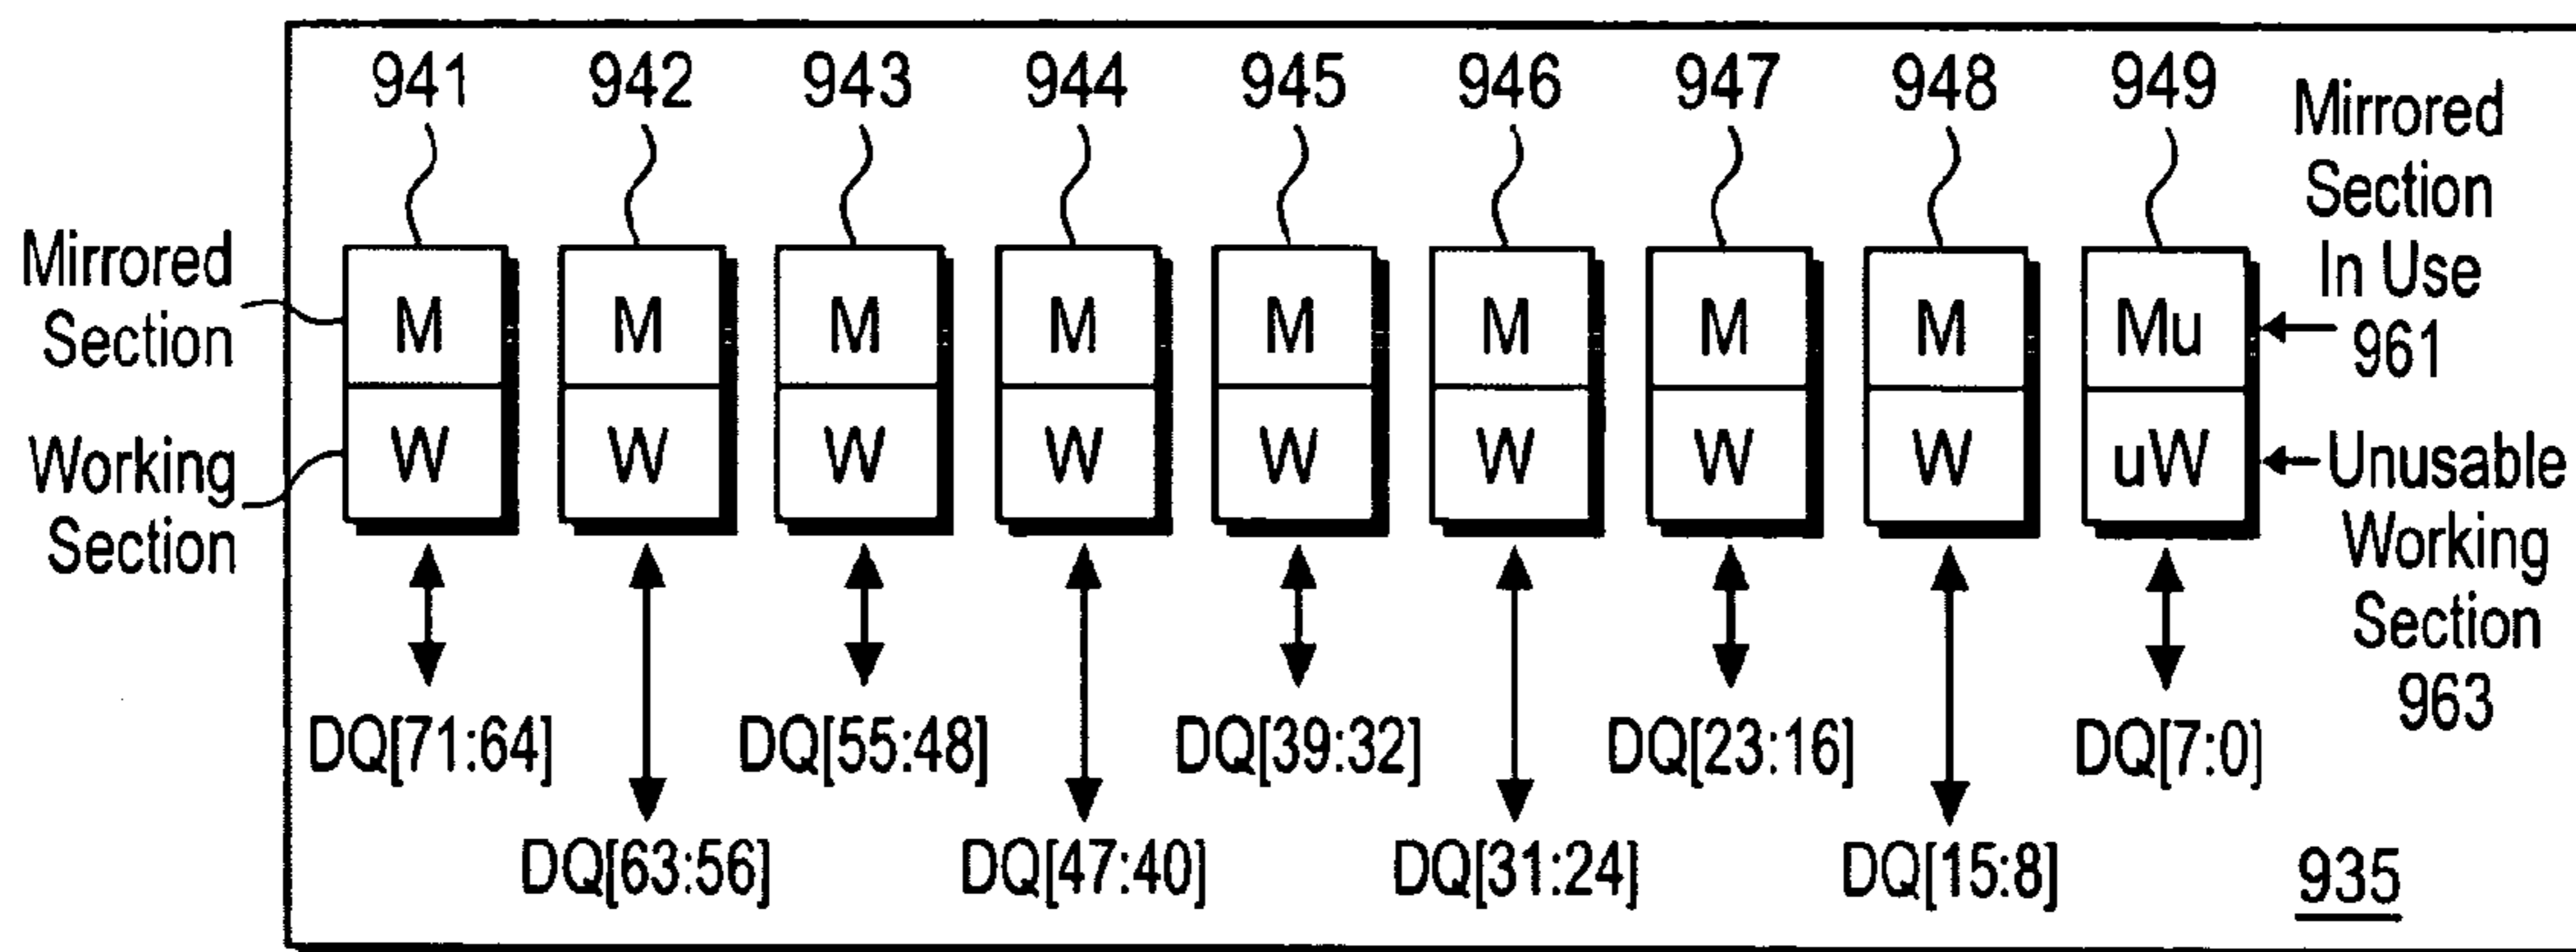 941 942 943 944 945 946 947 948 949
Mirrored
Section
In Use
961
Mirrored
Section
M M M M M M M M Mu
Working
Section
W W W W W W W W uW
Unusable
Working
Section
963
DQ[71:64] DQ[55:48] DQ[39:32] DQ[23:16] DQ[7:0]
DQ[63:56] DQ[47:40] DQ[31:24] DQ[15:8]
935